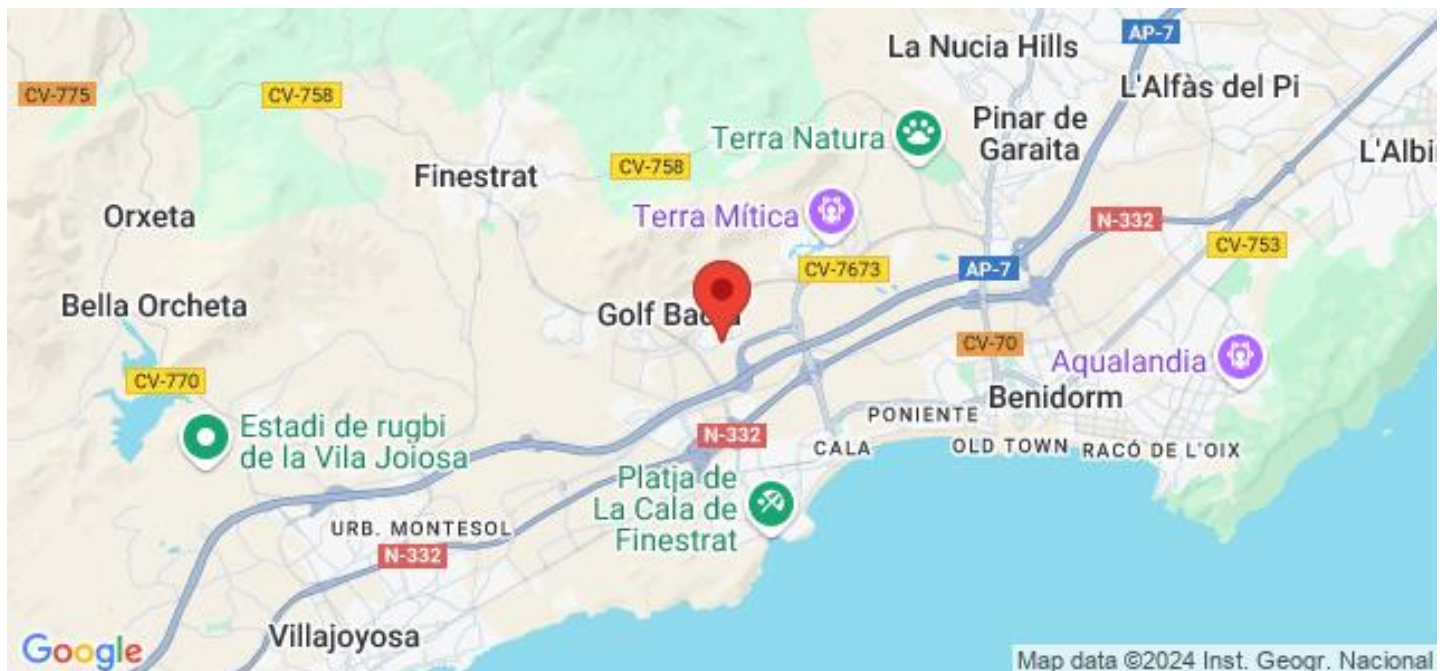 La Nucia Hills
AP-7
L'Alfàs del Pi
CV-775
CV-758
Terra Natura
Pinar de
Garaita
L'Albi
Finestrat
CV-758
Orxeta
Terra Mítica
N-332
CV-753
CV-7673
AP-7
Bella Orcheta
Golf
CV-70
Aqualandia
CV-770
Benidorm
PONIENTE
Estadi de rugbi
de la Vila Joiosa
N-332
CALA
OLD TOWN
RACÓ DE L'OIX
Platja de
La Cala de
Finestrat
URB. MONTESOL
N-332
Villajoyosa
Google
Map data ©2024 Inst. Geogr. Nacional